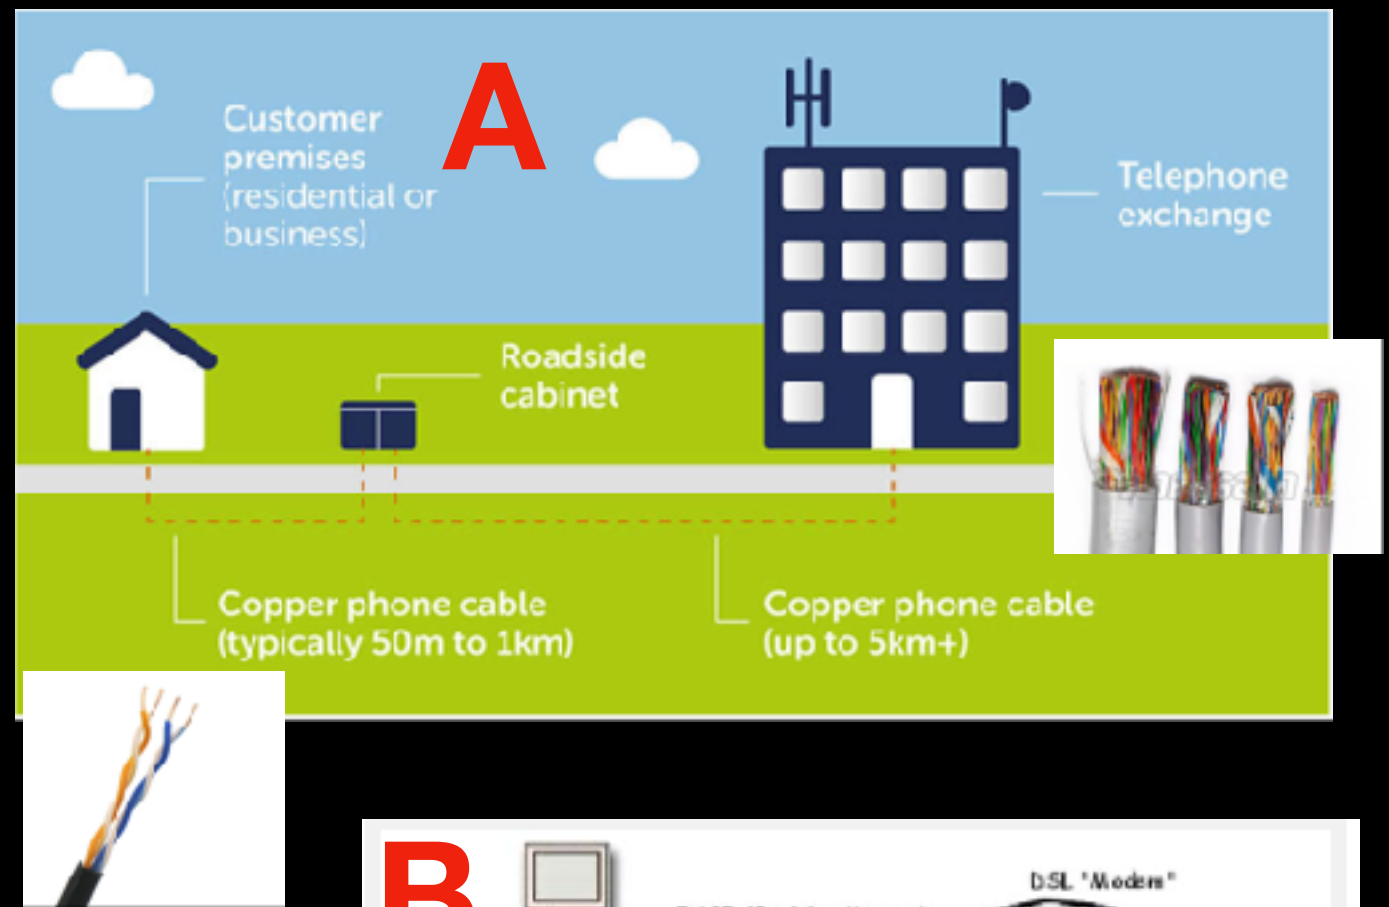 A
Customer
premises
(residential or
business)
Telephone
exchange
Roadside
cabinet
Copper phone cable
(typically 50m to 1km)
Copper phone cable
(up to 5km+)
B
DSL "Modem"